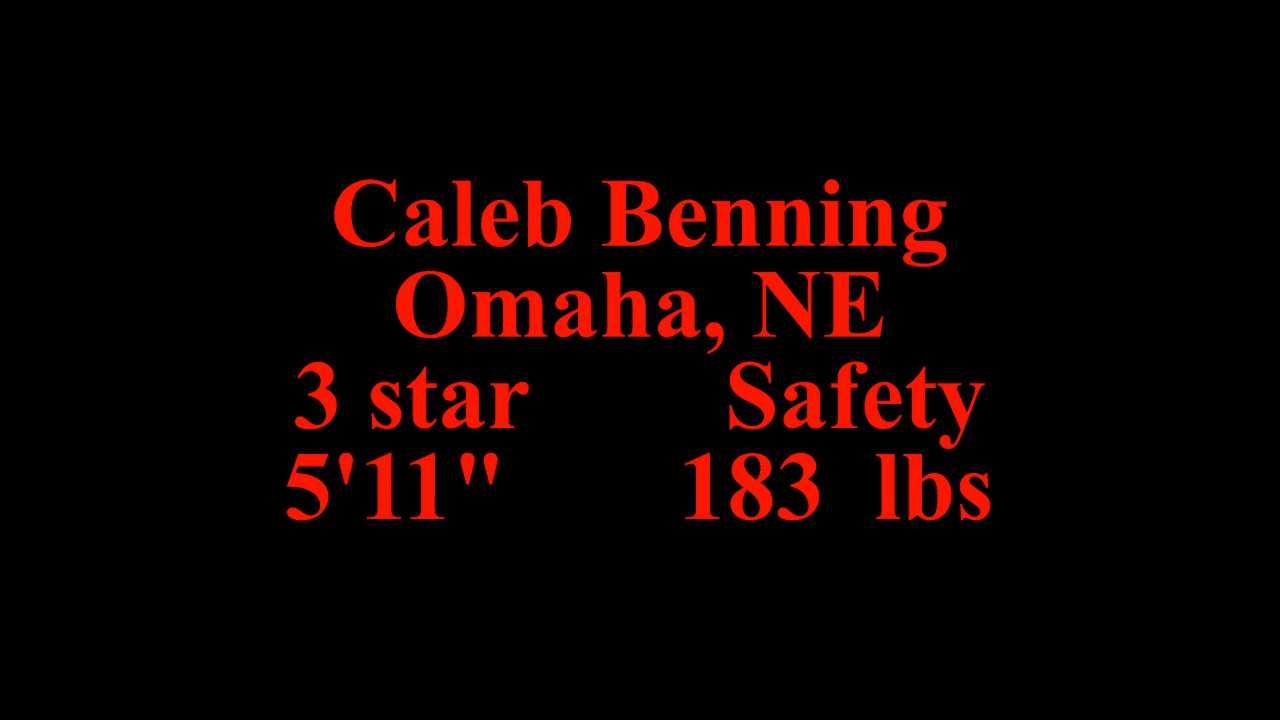 Caleb Benning
Omaha, NE
3 star Safety
5'11" 183 lbs